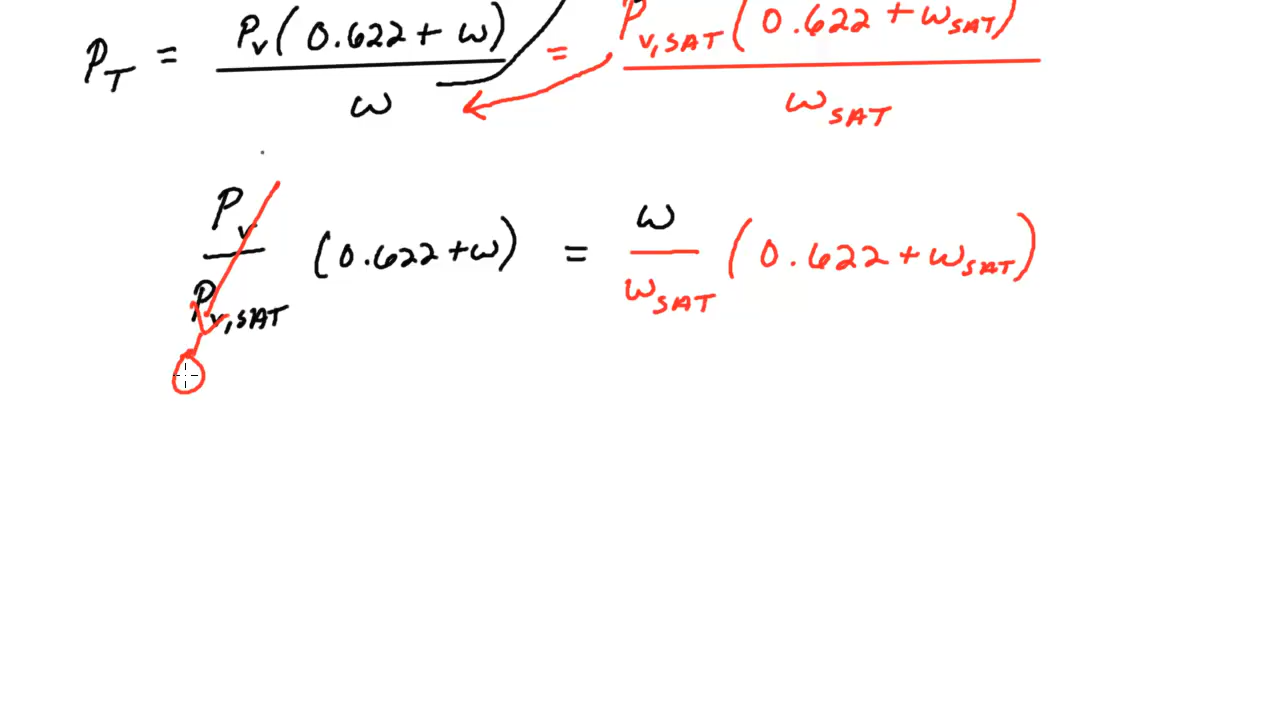 P_T = P_v(0.622 + ω) / ω = P_v,SAT(0.622 + ω_SAT) / ω_SAT
P_v / P_v,SAT (0.622 + ω) = ω / ω_SAT (0.622 + ω_SAT)